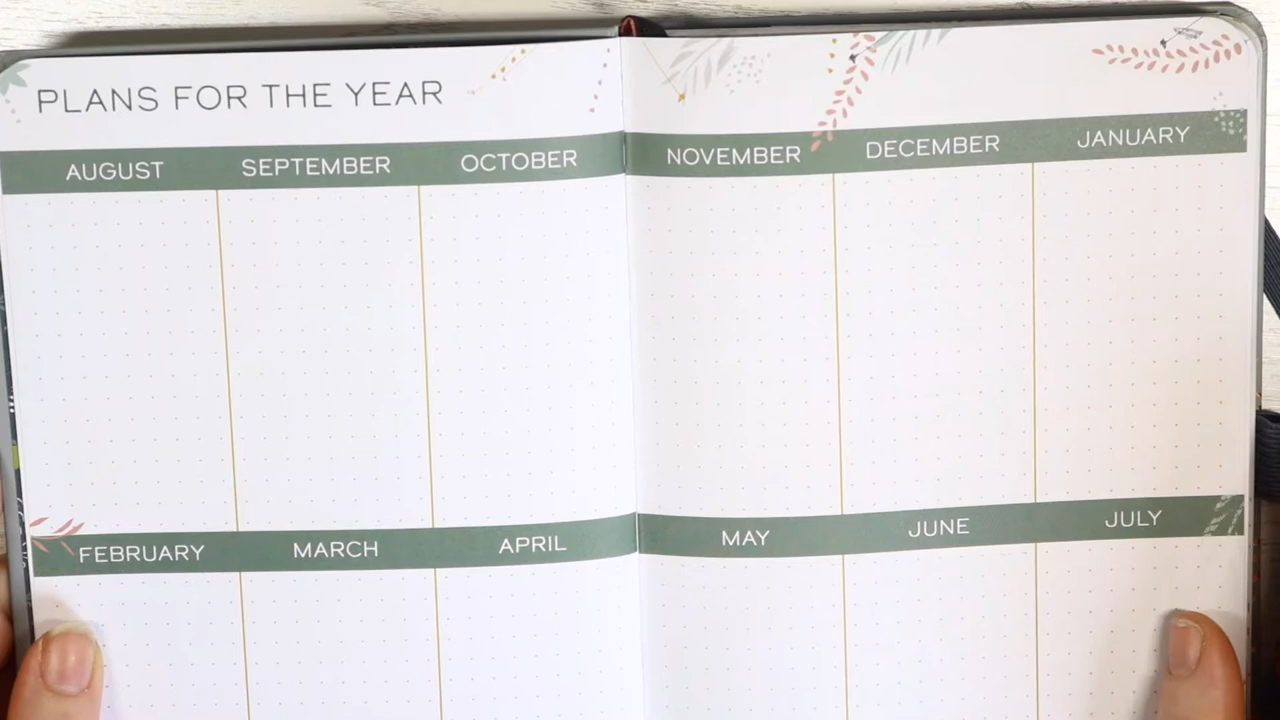 PLANS FOR THE YEAR
AUGUST SEPTEMBER OCTOBER NOVEMBER DECEMBER JANUARY
FEBRUARY MARCH APRIL MAY JUNE JULY